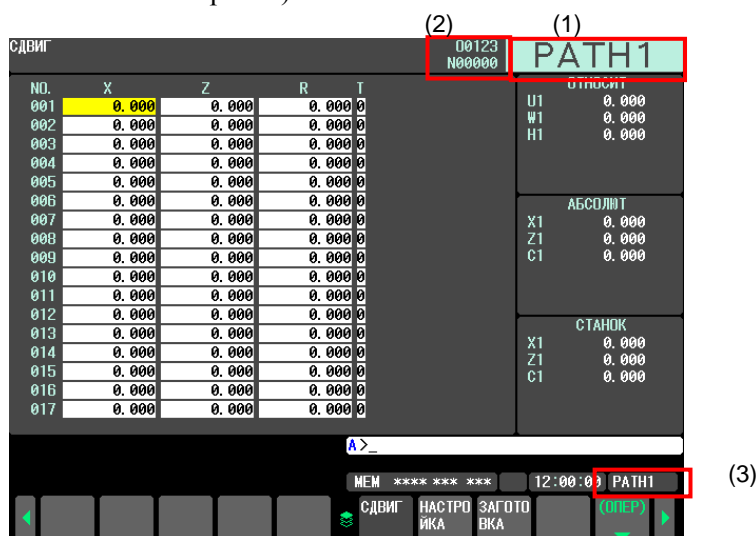 (2) (1)
СДВИГ O0123 PATH1
N00000
NO. X Z R T ОТНОСИТ
001 0.000 0.000 0.000 0 U1 0.000
002 0.000 0.000 0.000 0 W1 0.000
003 0.000 0.000 0.000 0 H1 0.000
004 0.000 0.000 0.000 0
005 0.000 0.000 0.000 0
006 0.000 0.000 0.000 0 АБСОЛЮТ
007 0.000 0.000 0.000 0 X1 0.000
008 0.000 0.000 0.000 0 Z1 0.000
009 0.000 0.000 0.000 0 C1 0.000
010 0.000 0.000 0.000 0
011 0.000 0.000 0.000 0
012 0.000 0.000 0.000 0 СТАНОК
013 0.000 0.000 0.000 0 X1 0.000
014 0.000 0.000 0.000 0 Z1 0.000
015 0.000 0.000 0.000 0 C1 0.000
016 0.000 0.000 0.000 0
017 0.000 0.000 0.000 0
A>_
MEM **** *** *** 12:00:00 PATH1 (3)
СДВИГ НАСТРО ЗАГОТО (ОПЕР)
ЙКА ВКА